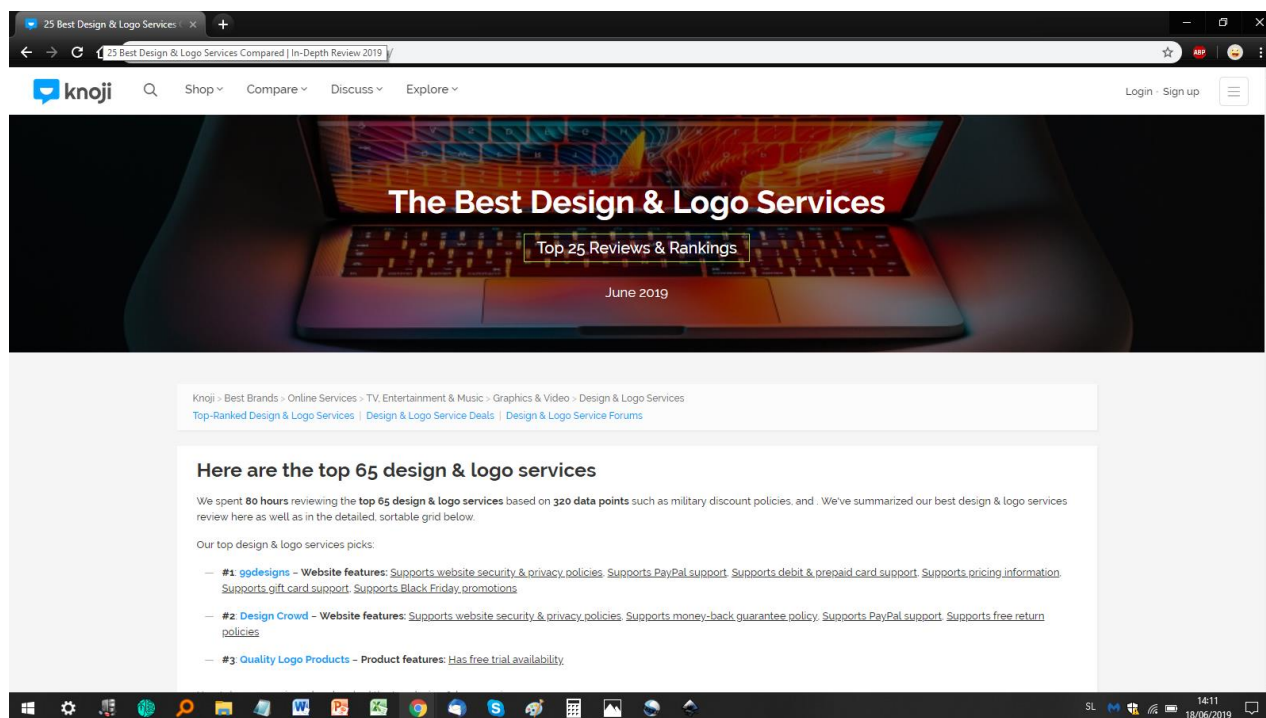 25 Best Design & Logo Services
25 Best Design & Logo Services Compared | In-Depth Review 2019
ABP
knoji
Shop
Compare
Discuss
Explore
Login · Sign up
The Best Design & Logo Services
Top 25 Reviews & Rankings
June 2019
Knoji > Best Brands > Online Services > TV, Entertainment & Music > Graphics & Video > Design & Logo Services
Top-Ranked Design & Logo Services | Design & Logo Service Deals | Design & Logo Service Forums
Here are the top 65 design & logo services
We spent 80 hours reviewing the top 65 design & logo services based on 320 data points such as military discount policies, and . We've summarized our best design & logo services
review here as well as in the detailed, sortable grid below.
Our top design & logo services picks:
— #1: 99designs – Website features: Supports website security & privacy policies, Supports PayPal support, Supports debit & prepaid card support, Supports pricing information,
Supports gift card support, Supports Black Friday promotions
— #2: Design Crowd – Website features: Supports website security & privacy policies, Supports money-back guarantee policy, Supports PayPal support, Supports free return
policies
— #3: Quality Logo Products – Product features: Has free trial availability
SL
14:11
18/06/2019